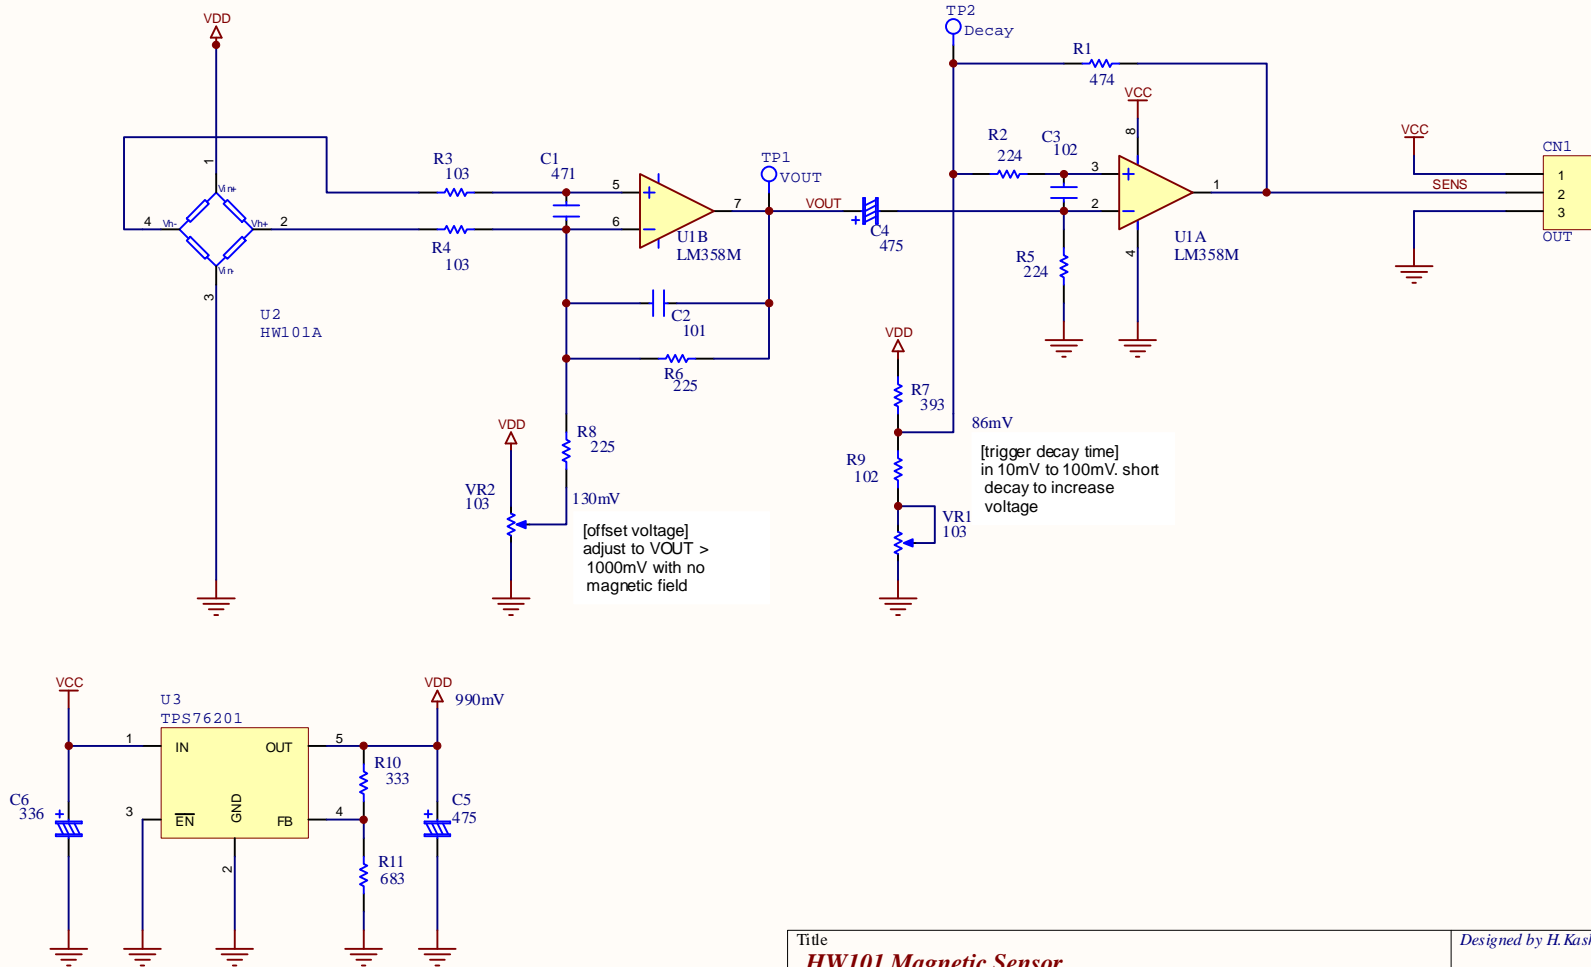 VDD
TP2
Decay
R1
474
VCC
8
R2
224
C3
102
3
2
1
4
U1A
LM358M
R5
224
VCC
CN1
1
2
3
SENS
OUT
1
Vin+
4
Vh-
Vh+
2
Vin-
3
U2
HW101A
R3
103
R4
103
C1
471
5
6
7
U1B
LM358M
TP1
VOUT
VOUT
C4
475
C2
101
R6
225
R8
225
VDD
VR2
103
130mV
[offset voltage]
adjust to VOUT >
1000mV with no
magnetic field
VDD
R7
393
86mV
R9
102
VR1
103
[trigger decay time]
in 10mV to 100mV. short
decay to increase
voltage
VCC
U3
TPS76201
1
IN
OUT
5
3
EN
GND
FB
4
2
C6
336
R10
333
R11
683
VDD
990mV
C5
475
Title
HW101 Magnetic Sensor
Designed by H.Kash